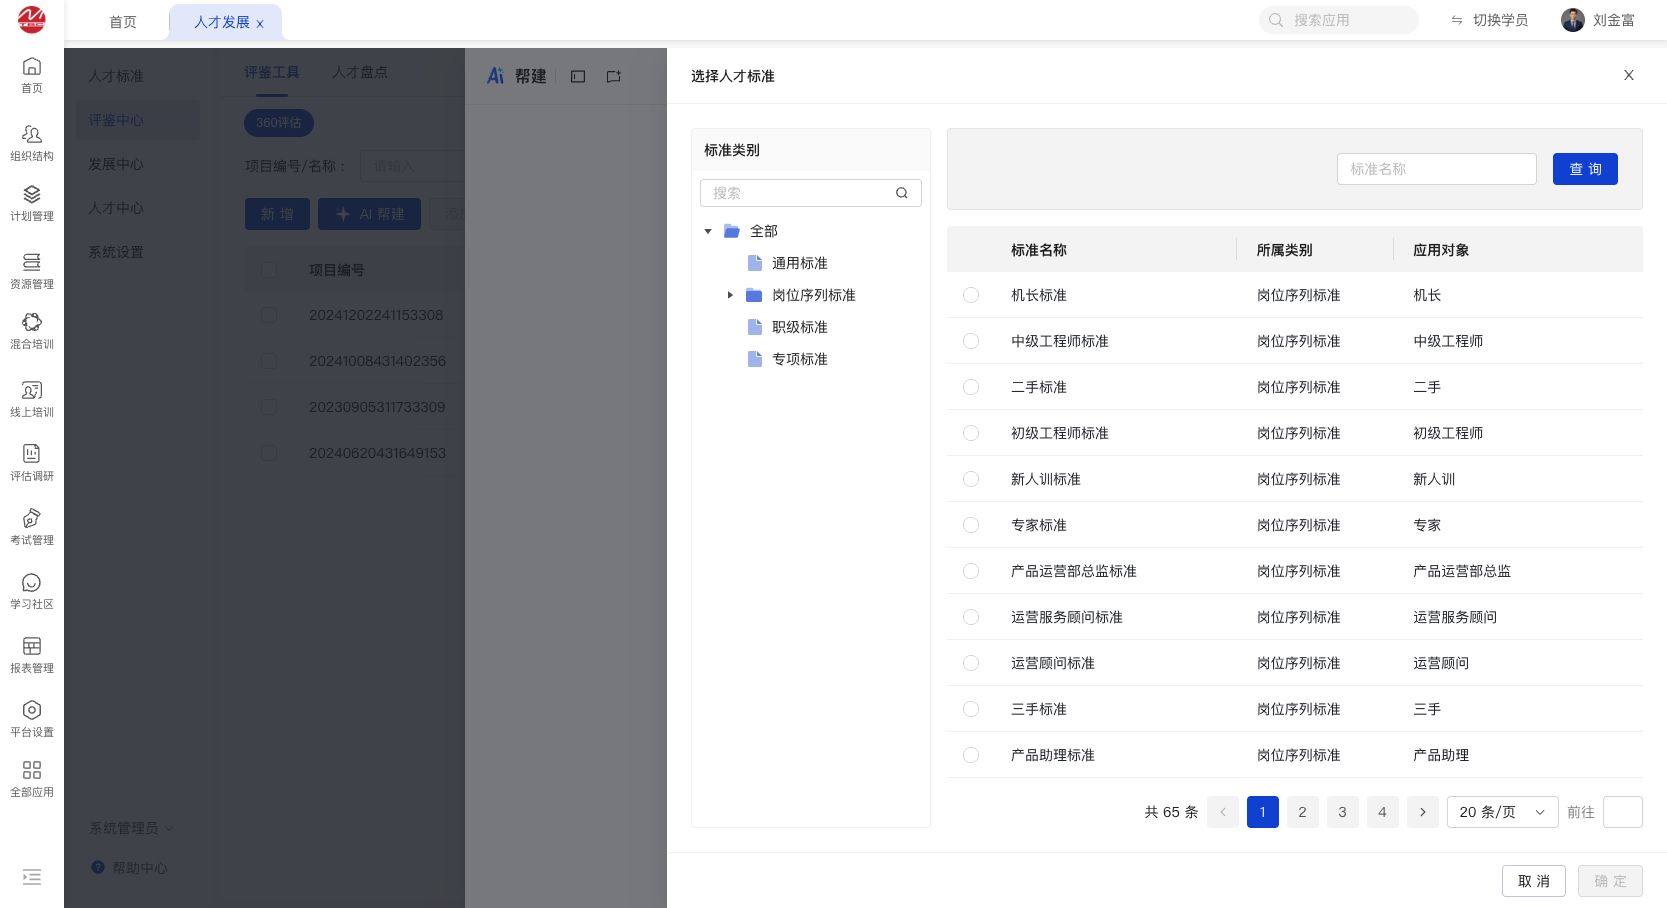 首页
人才发展 x
搜索应用
切换学员
刘金富
首页
组织结构
计划管理
资源管理
混合培训
线上培训
评估调研
考试管理
学习社区
报表管理
平台设置
全部应用
人才标准
评鉴中心
发展中心
人才中心
系统设置
系统管理员
帮助中心
评鉴工具 人才盘点
360评估
项目编号/名称： 请输入
新 增 AI 帮建
项目编号
20241202241153308
20241008431402356
20230905311733309
20240620431649153
Ai 帮建
选择人才标准
X
标准类别
搜索
全部
通用标准
岗位序列标准
职级标准
专项标准
标准名称 查 询
标准名称 所属类别 应用对象
机长标准 岗位序列标准 机长
中级工程师标准 岗位序列标准 中级工程师
二手标准 岗位序列标准 二手
初级工程师标准 岗位序列标准 初级工程师
新人训标准 岗位序列标准 新人训
专家标准 岗位序列标准 专家
产品运营部总监标准 岗位序列标准 产品运营部总监
运营服务顾问标准 岗位序列标准 运营服务顾问
运营顾问标准 岗位序列标准 运营顾问
三手标准 岗位序列标准 三手
产品助理标准 岗位序列标准 产品助理
共 65 条 < 1 2 3 4 > 20 条/页 前往
取 消 确 定